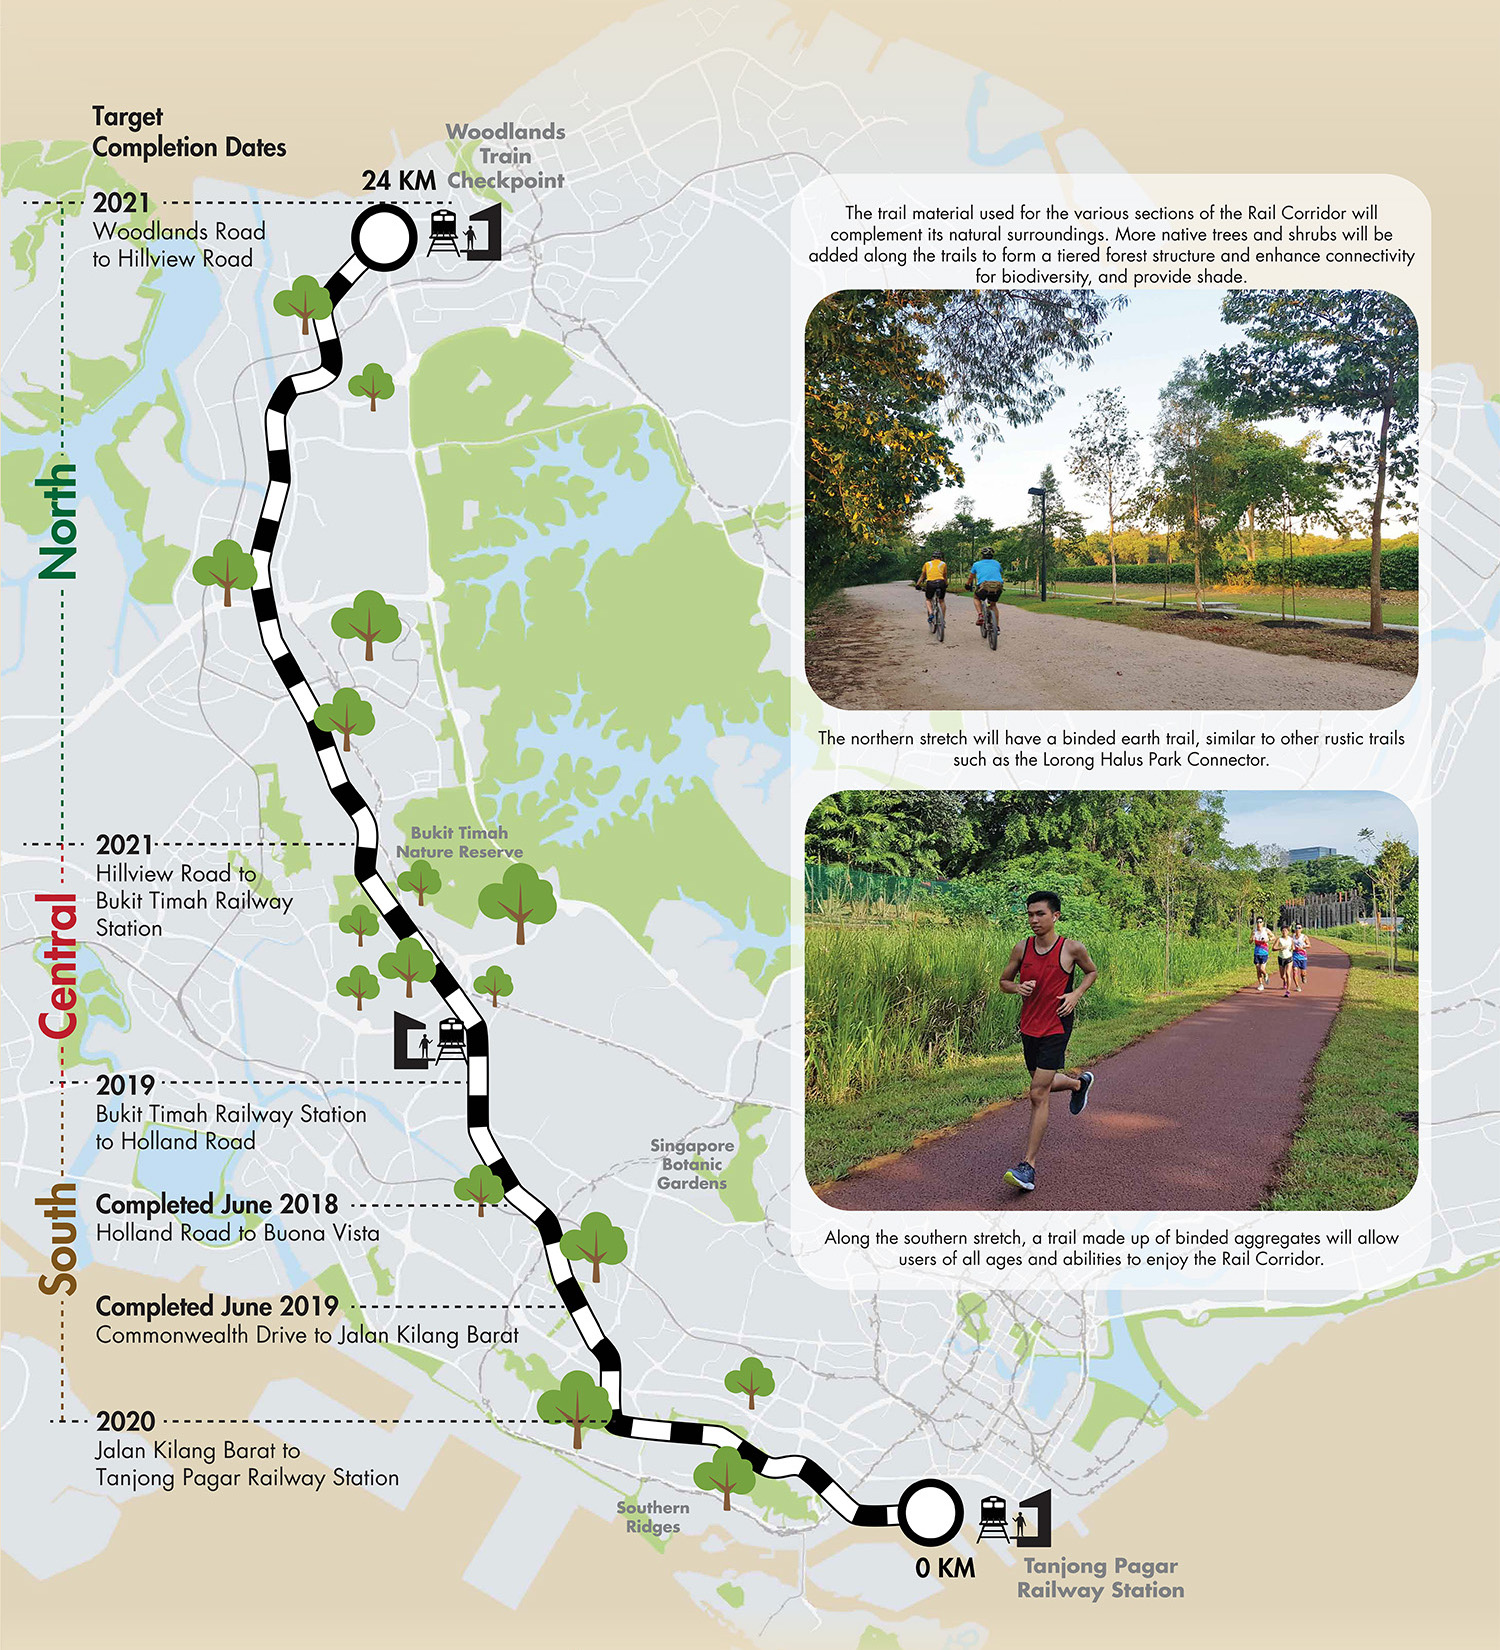 Target
Completion Dates
Woodlands
Train
Checkpoint
24 KM
2021
Woodlands Road
to Hillview Road
North
2021
Hillview Road to
Bukit Timah Railway
Station
Bukit Timah
Nature Reserve
Central
2019
Bukit Timah Railway Station
to Holland Road
Singapore
Botanic
Gardens
South
Completed June 2018
Holland Road to Buona Vista
Completed June 2019
Commonwealth Drive to Jalan Kilang Barat
2020
Jalan Kilang Barat to
Tanjong Pagar Railway Station
Southern
Ridges
0 KM
Tanjong Pagar
Railway Station
The trail material used for the various sections of the Rail Corridor will
complement its natural surroundings. More native trees and shrubs will be
added along the trails to form a tiered forest structure and enhance connectivity
for biodiversity, and provide shade.
The northern stretch will have a binded earth trail, similar to other rustic trails
such as the Lorong Halus Park Connector.
Along the southern stretch, a trail made up of binded aggregates will allow
users of all ages and abilities to enjoy the Rail Corridor.